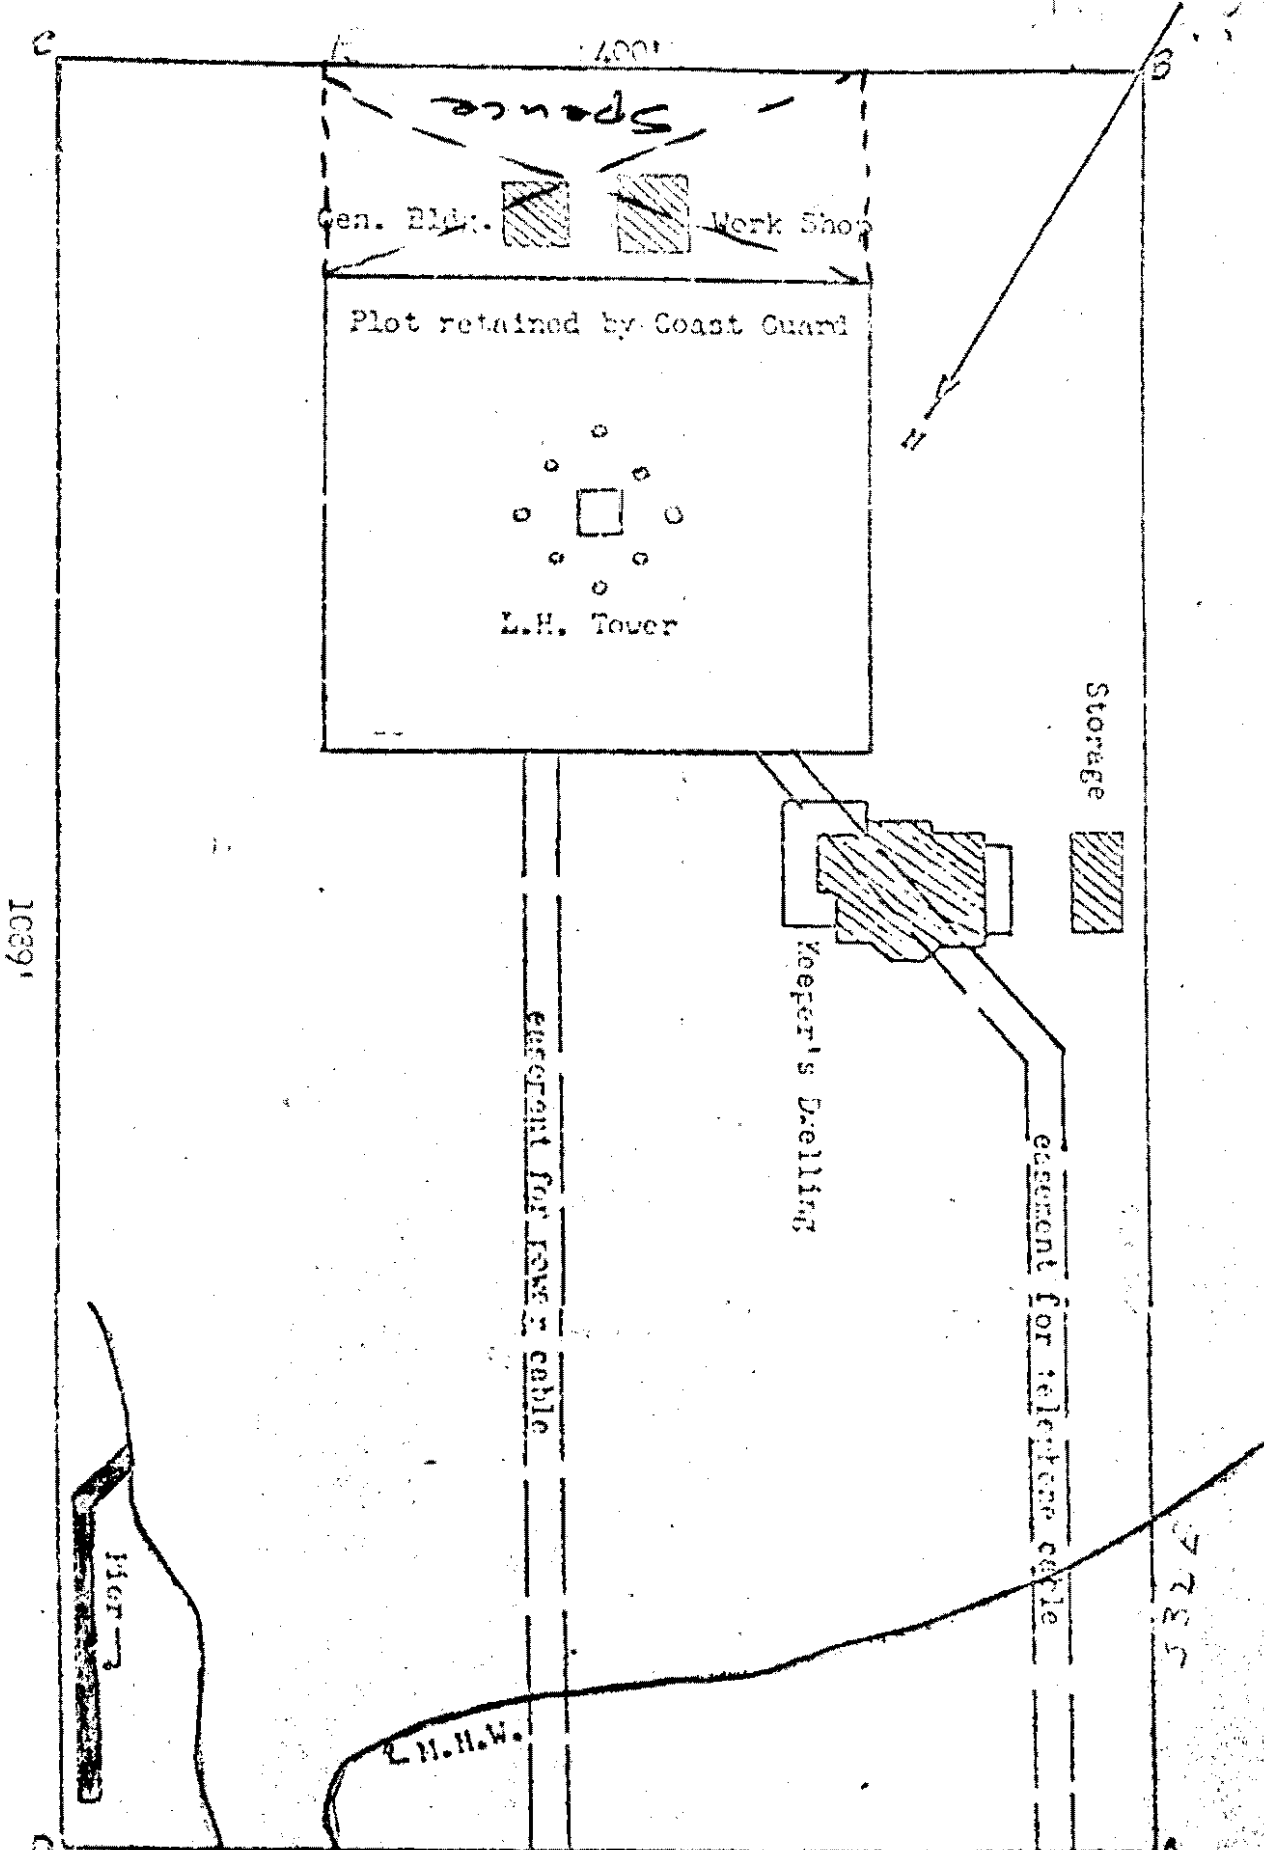 C
400'
B
Spence
Gen. Bldg.
Work Shop
Plot retained by Coast Guard
N
L.H. Tower
Storage
Keeper's Dwelling
1089'
easement for power cable
easement for telephone cable
Pier
M.H.W.
D